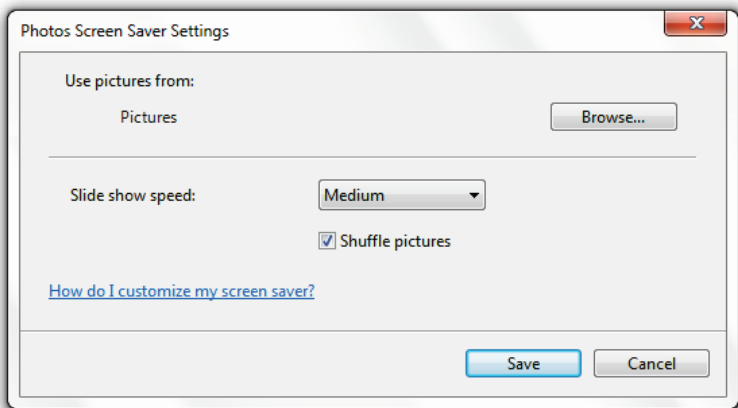 Photos Screen Saver Settings
Use pictures from:
Pictures
Browse...
Slide show speed:
Medium
Shuffle pictures
How do I customize my screen saver?
Save
Cancel